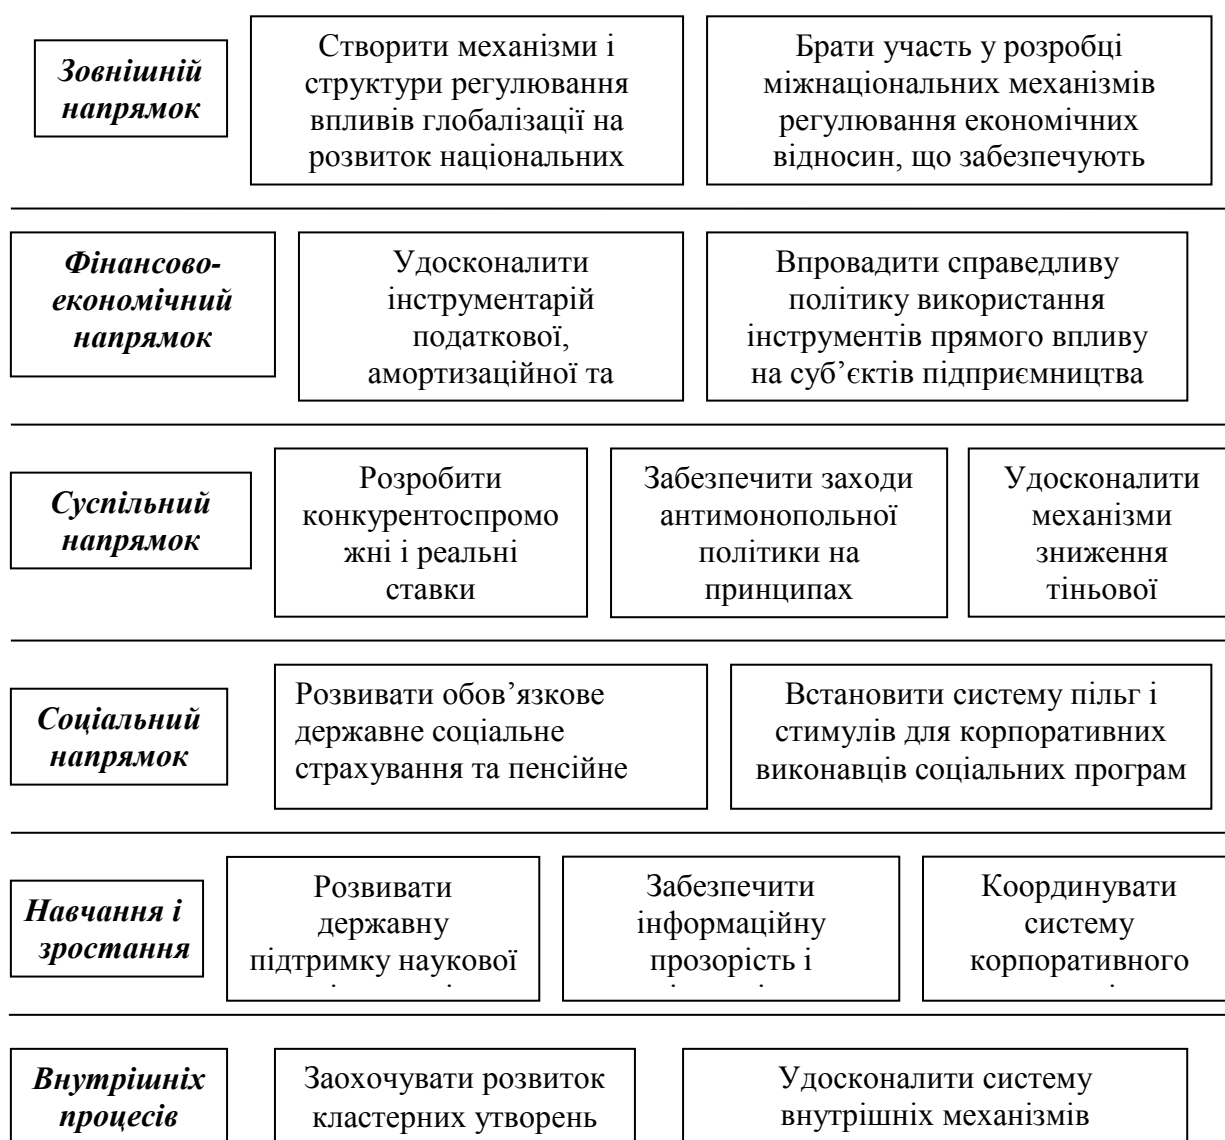 Зовнішній
напрямок
Створити механізми і
структури регулювання
впливів глобалізації на
розвиток національних
Брати участь у розробці
міжнаціональних механізмів
регулювання економічних
відносин, що забезпечують
Фінансово-
економічний
напрямок
Удосконалити
інструментарій
податкової,
амортизаційної та
Впровадити справедливу
політику використання
інструментів прямого впливу
на суб’єктів підприємництва
Суспільний
напрямок
Розробити
конкурентоспромо
жні і реальні
ставки
Забезпечити заходи
антимонопольної
політики на
принципах
Удосконалити
механізми
зниження
тіньової
Соціальний
напрямок
Розвивати обов’язкове
державне соціальне
страхування та пенсійне
Встановити систему пільг і
стимулів для корпоративних
виконавців соціальних програм
Навчання і
зростання
Розвивати
державну
підтримку наукової
Забезпечити
інформаційну
прозорість і
Координувати
систему
корпоративного
Внутрішніх
процесів
Заохочувати розвиток
кластерних утворень
Удосконалити систему
внутрішніх механізмів